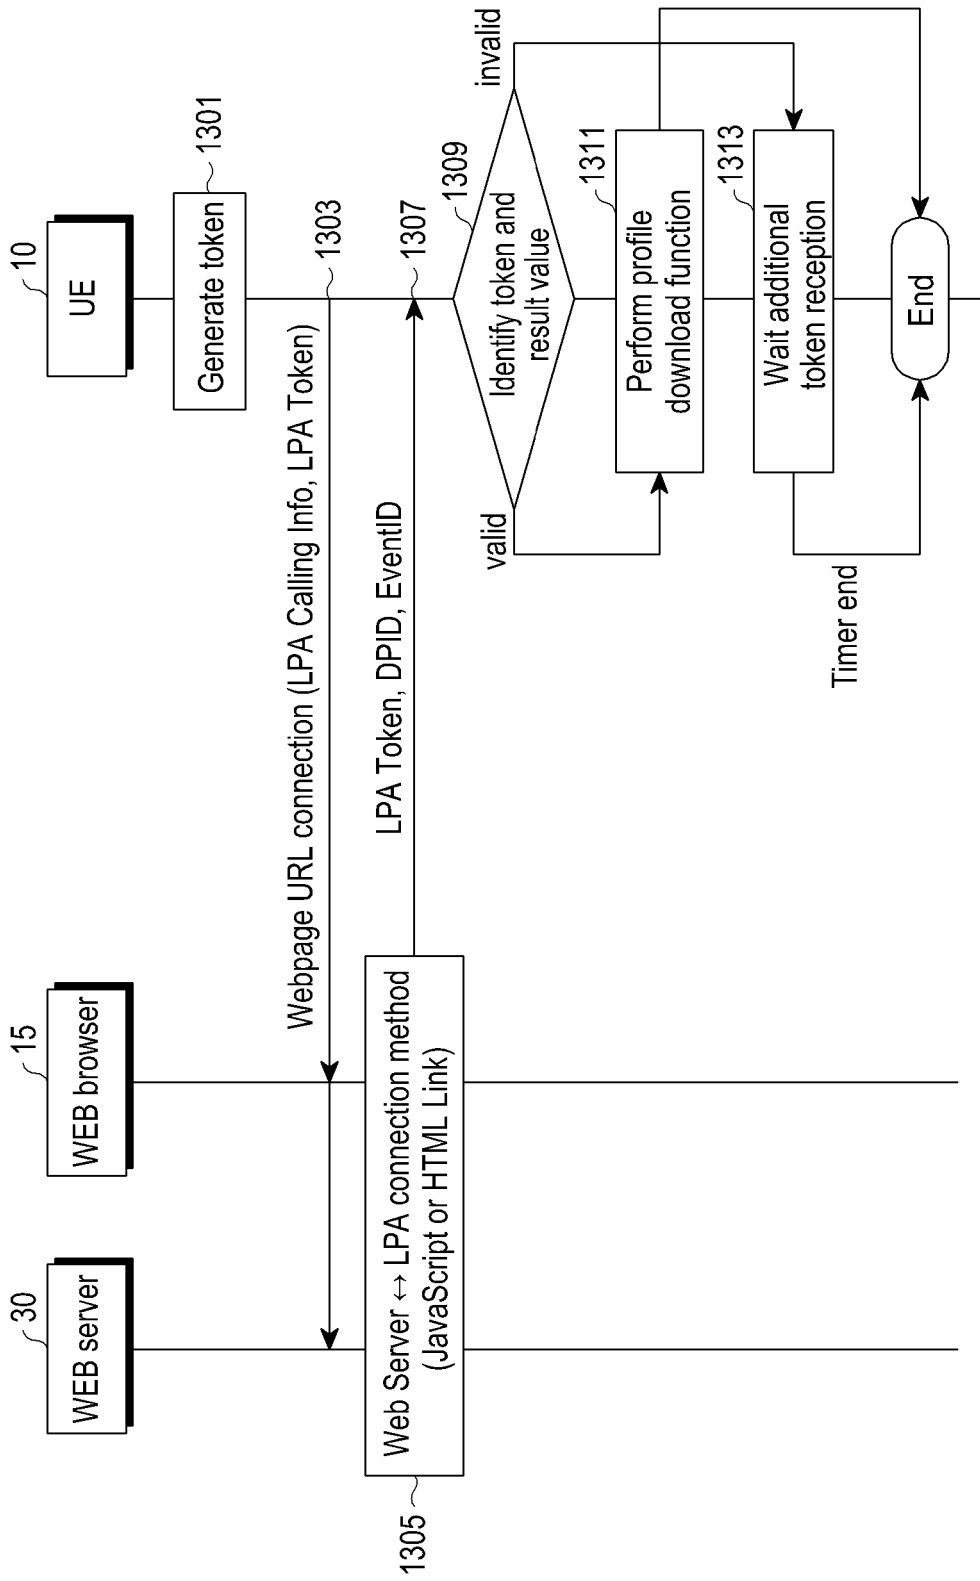 30
WEB server
15
WEB browser
10
UE
Generate token
1301
Webpage URL connection (LPA Calling Info, LPA Token)
1303
1305
Web Server ↔ LPA connection method
(JavaScript or HTML Link)
LPA Token, DPID, EventID
1307
1309
Identify token and
result value
valid
invalid
Perform profile
download function
1311
Wait additional
token reception
1313
Timer end
End